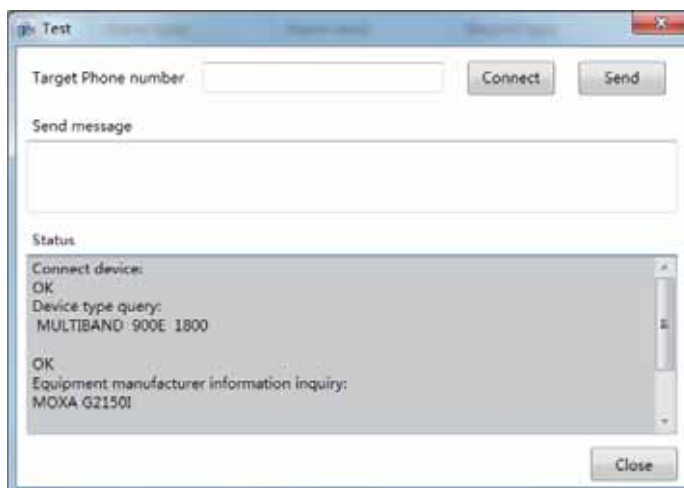 Test
Target Phone number
Connect
Send
Send message
Status
Connect device:
OK
Device type query:
MULTIBAND 900E 1800
OK
Equipment manufacturer information inquiry:
MOXA G2150I
Close